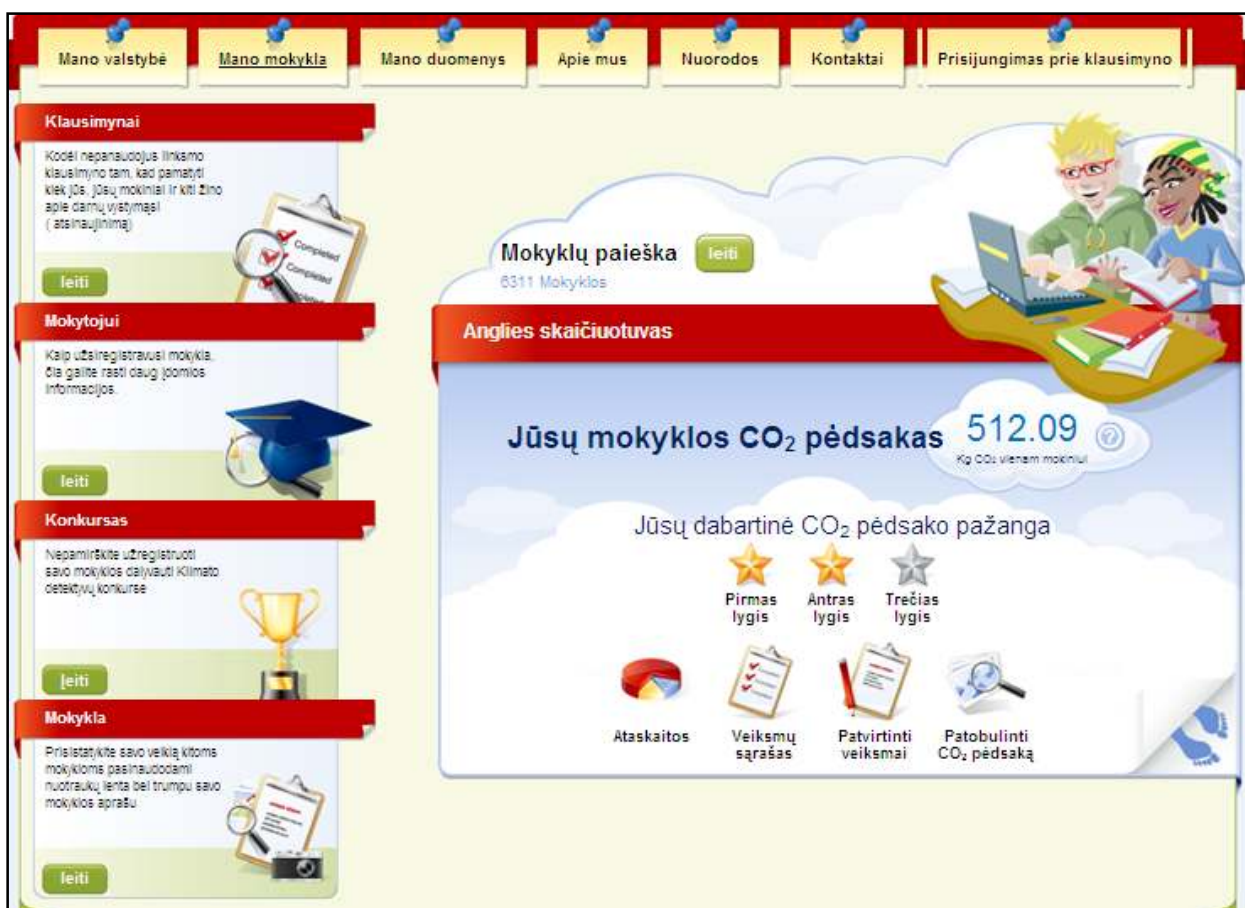 Mano valstybė
Mano mokykla
Mano duomenys
Apie mus
Nuorodos
Kontaktai
Prisijungimas prie klausimyno
Klausimynai
Kodėl nepanaudojus linksmo
klausimyno tam, kad pamatyti
kiek jūs, jūsų mokiniai ir kiti žino
apie darnų vystymąsi
( atsinaujinimą)
Completed
Completed
Completed
Ieiti
Mokytojui
Kaip užsiregistravusi mokykla,
čia galite rasti daug įdomios
informacijos.
Ieiti
Konkursas
Nepamirškite užregistruoti
savo mokyklos dalyvauti Klimato
detektyvų konkurse
Įeiti
Mokykla
Prisistatykite savo veiklą kitoms
mokykloms pasinaudodami
nuotraukų lenta bei trumpu savo
mokyklos aprašu
Ieiti
Mokyklų paieška
Ieiti
6311 Mokyklos
Anglies skaičiuotuvas
Jūsų mokyklos CO₂ pėdsakas
512.09
Kg CO₂ vienam mokiniui
Jūsų dabartinė CO₂ pėdsako pažanga
Pirmas
lygis
Antras
lygis
Trečias
lygis
Ataskaitos
Veiksmų
sąrašas
Patvirtinti
veiksmai
Patobulinti
CO₂ pėdsaką